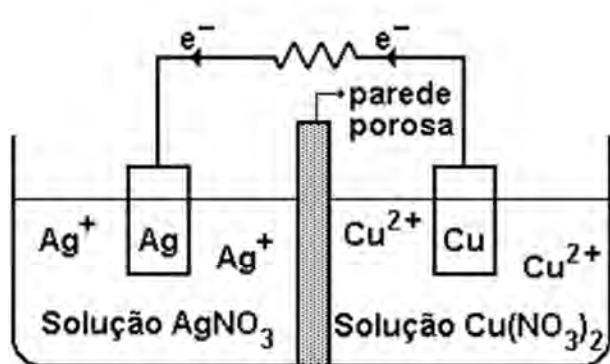 e⁻ e⁻
parede
porosa
Ag⁺ Ag Ag⁺ Cu²⁺ Cu Cu²⁺
Solução AgNO₃ Solução Cu(NO₃)₂